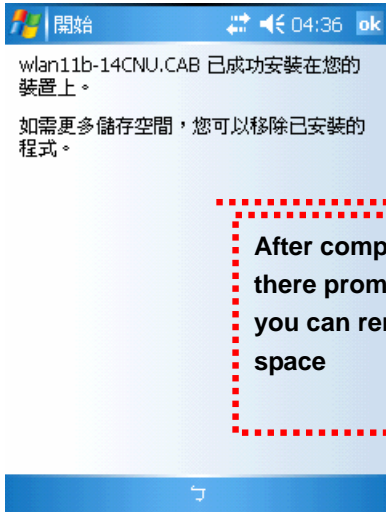 開始 04:36 ok
wlan11b-14CNU.CAB 已成功安裝在您的
裝置上。
如需更多儲存空間，您可以移除已安裝的
程式。
After comp
there prom
you can
space